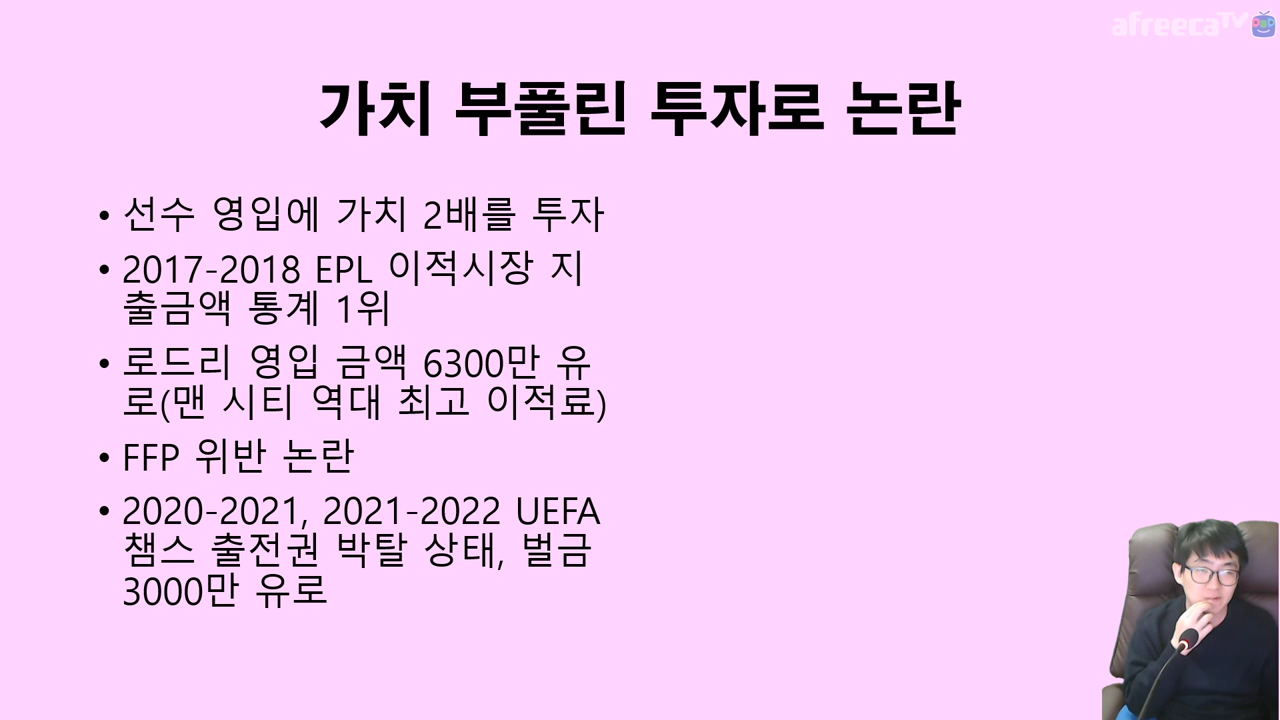 afreecaTV
가치 부풀린 투자로 논란
• 선수 영입에 가치 2배를 투자
• 2017-2018 EPL 이적시장 지
출금액 통계 1위
• 로드리 영입 금액 6300만 유
로(맨 시티 역대 최고 이적료)
• FFP 위반 논란
• 2020-2021, 2021-2022 UEFA
챔스 출전권 박탈 상태, 벌금
3000만 유로